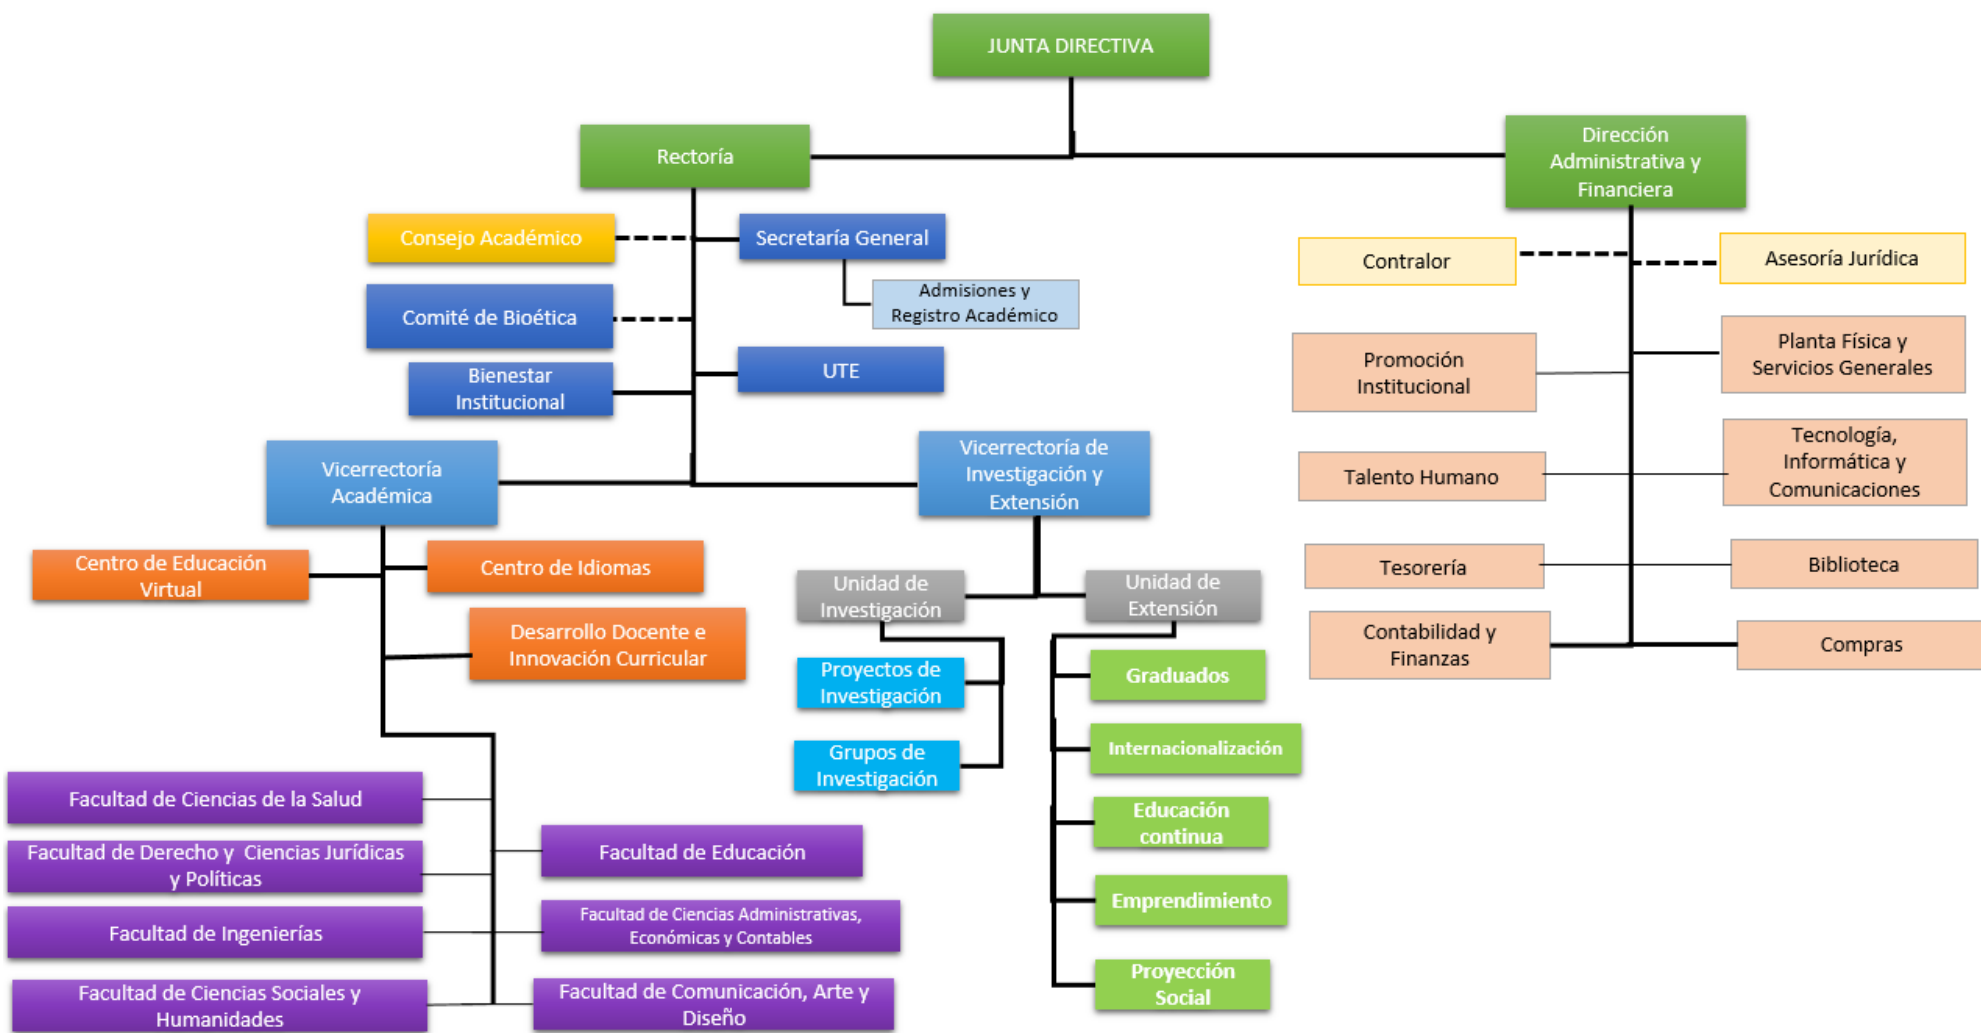 JUNTA DIRECTIVA
Rectoría
Dirección
Administrativa y
Financiera
Consejo Académico
Secretaría General
Admisiones y
Registro Académico
Comité de Bioética
UTE
Bienestar
Institucional
Contralor
Asesoría Jurídica
Promoción
Institucional
Planta Física y
Servicios Generales
Talento Humano
Tecnología,
Informática y
Comunicaciones
Tesorería
Biblioteca
Contabilidad y
Finanzas
Compras
Vicerrectoría
Académica
Vicerrectoría de
Investigación y
Extensión
Centro de Educación
Virtual
Centro de Idiomas
Desarrollo Docente e
Innovación Curricular
Unidad de
Investigación
Unidad de
Extensión
Proyectos de
Investigación
Grupos de
Investigación
Graduados
Internacionalización
Educación
continua
Emprendimiento
Proyección
Social
Facultad de Ciencias de la Salud
Facultad de Derecho y Ciencias Jurídicas
y Políticas
Facultad de Ingenierías
Facultad de Ciencias Sociales y
Humanidades
Facultad de Educación
Facultad de Ciencias Administrativas,
Económicas y Contables
Facultad de Comunicación, Arte y
Diseño